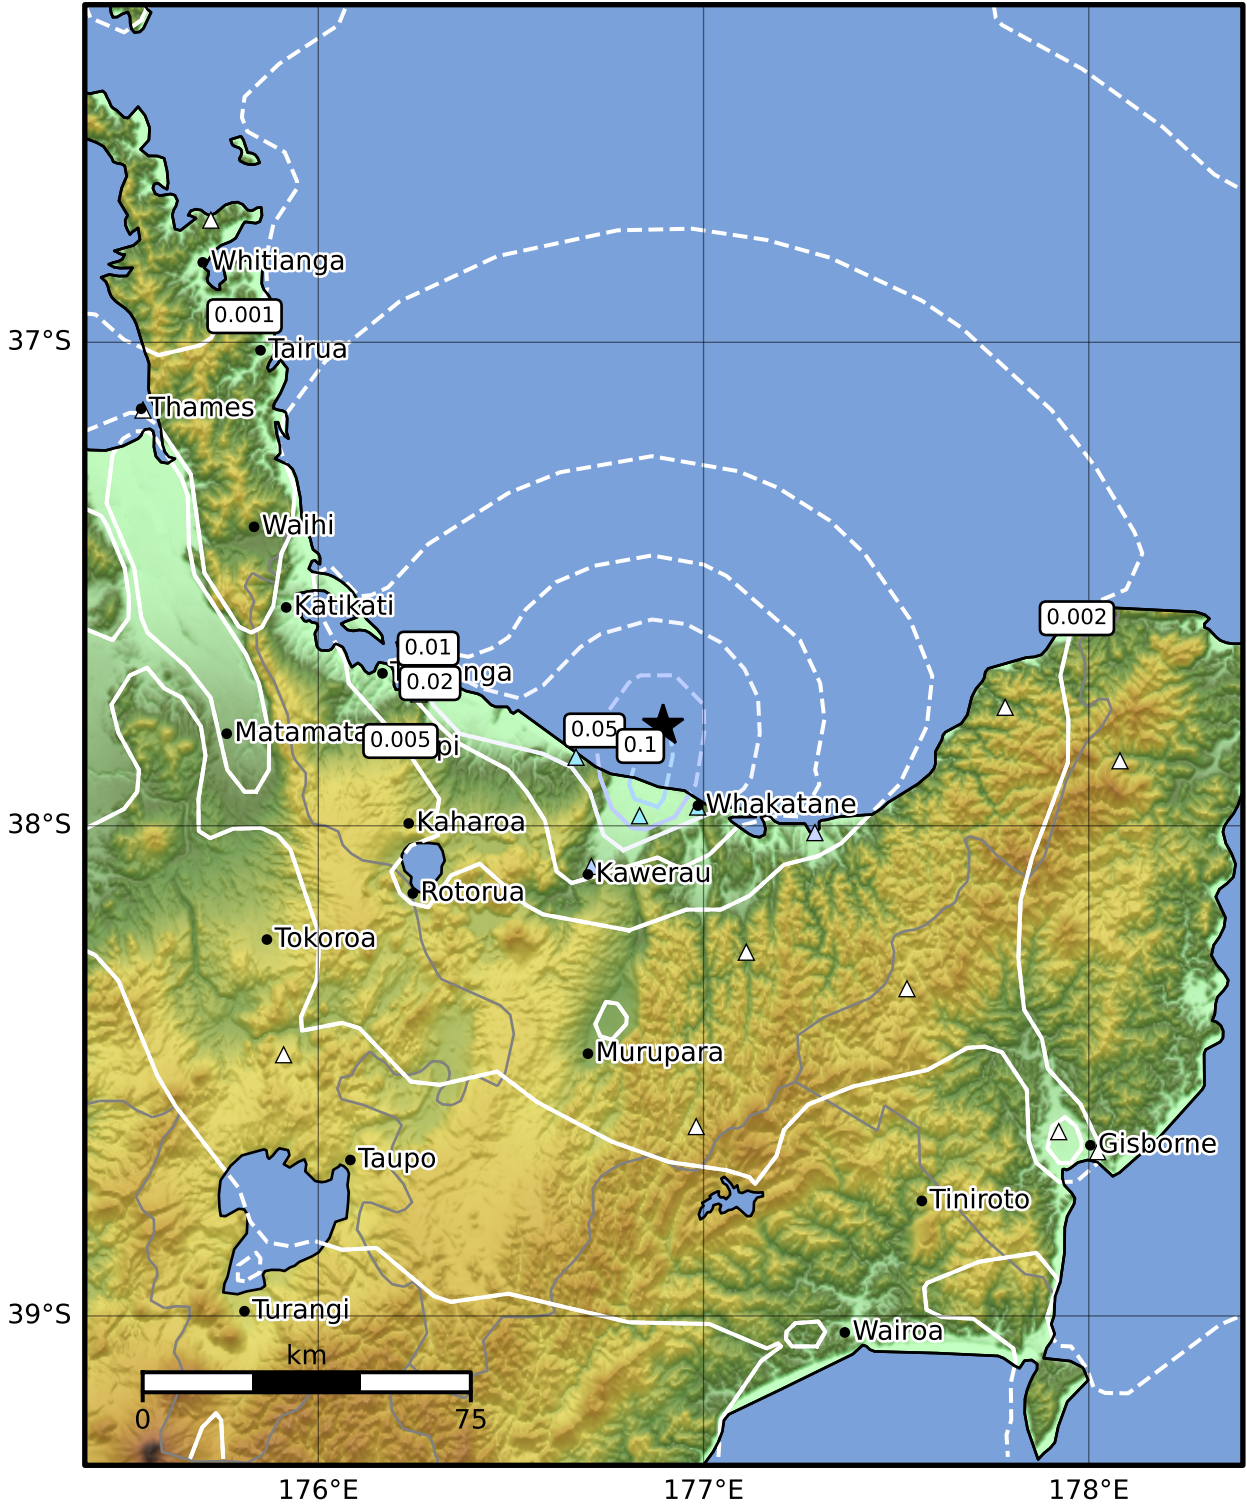 Whitianga
0.001
37°S
Tairua
Thames
Waihi
Katikati
0.002
0.01
nga
0.02
0.05
Matamata
0.005
0.1
Whakatane
38°S
Kaharoa
Kawerau
Rotorua
Tokoroa
Murupara
Gisborne
Taupo
Tiniroto
39°S
Turangi
Wairoa
km
0
75
176°E
177°E
178°E